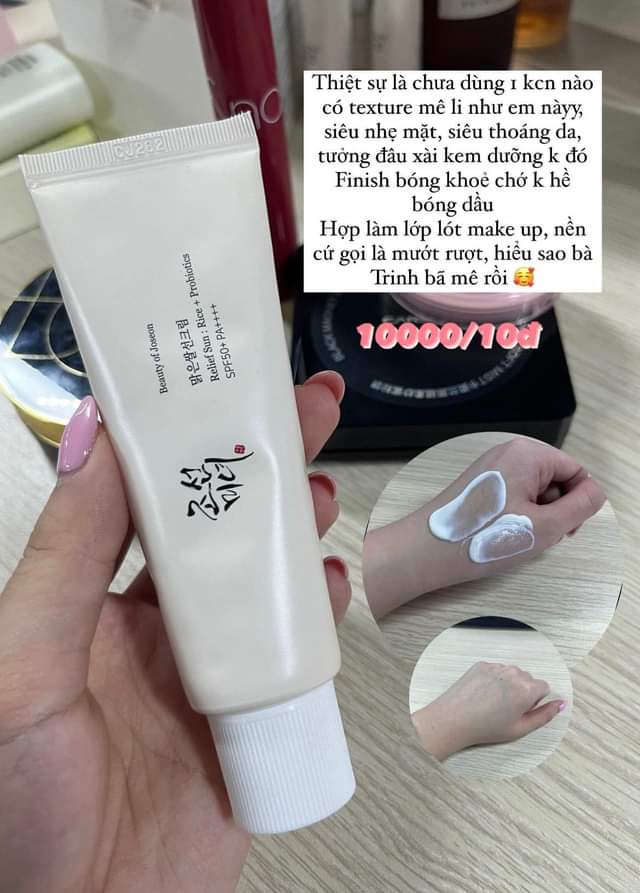 Thiệt sự là chưa dùng 1 kcn nào
có texture mê li như em nàyy,
siêu nhẹ mặt, siêu thoáng da,
tưởng đâu xài kem dưỡng k đó
Finish bóng khoẻ chớ k hề
bóng dầu
Hợp làm lớp lót make up, nền
cứ gọi là mướt rượt, hiểu sao bà
Trinh bã mê rồi 🥰
10000/10đ
CJ262
Beauty of Joseon
맑은쌀선크림
Relief Sun : Rice + Probiotics
SPF50+ PA++++
조선미녀